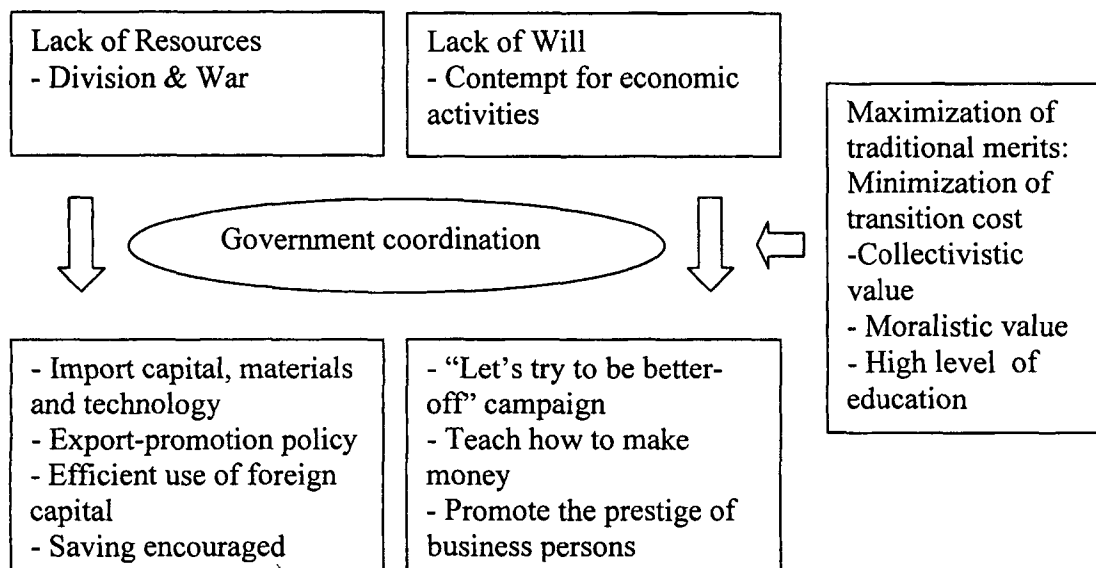 Lack of Resources
- Division & War
Lack of Will
- Contempt for economic
activities
Maximization of
traditional merits:
Minimization of
transition cost
-Collectivistic
value
- Moralistic value
- High level of
education
Government coordination
- Import capital, materials
and technology
- Export-promotion policy
- Efficient use of foreign
capital
- Saving encouraged
- “Let’s try to be better-
off” campaign
- Teach how to make
money
- Promote the prestige of
business persons